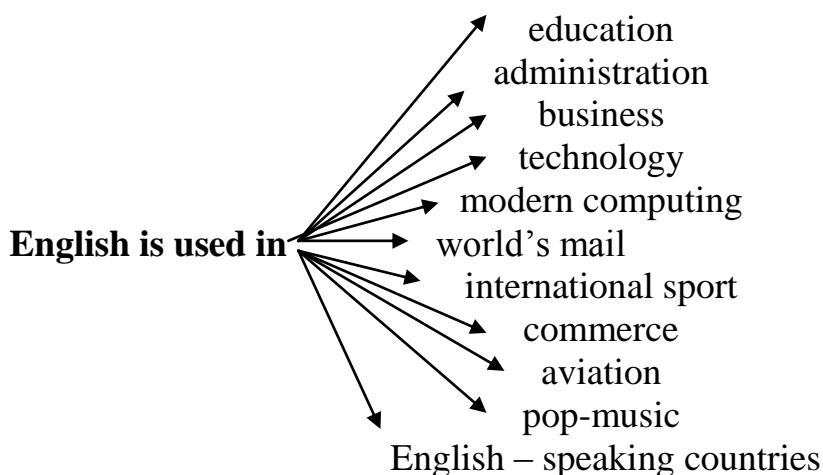 education
administration
business
technology
modern computing
English is used in world’s mail
international sport
commerce
aviation
pop-music
English – speaking countries